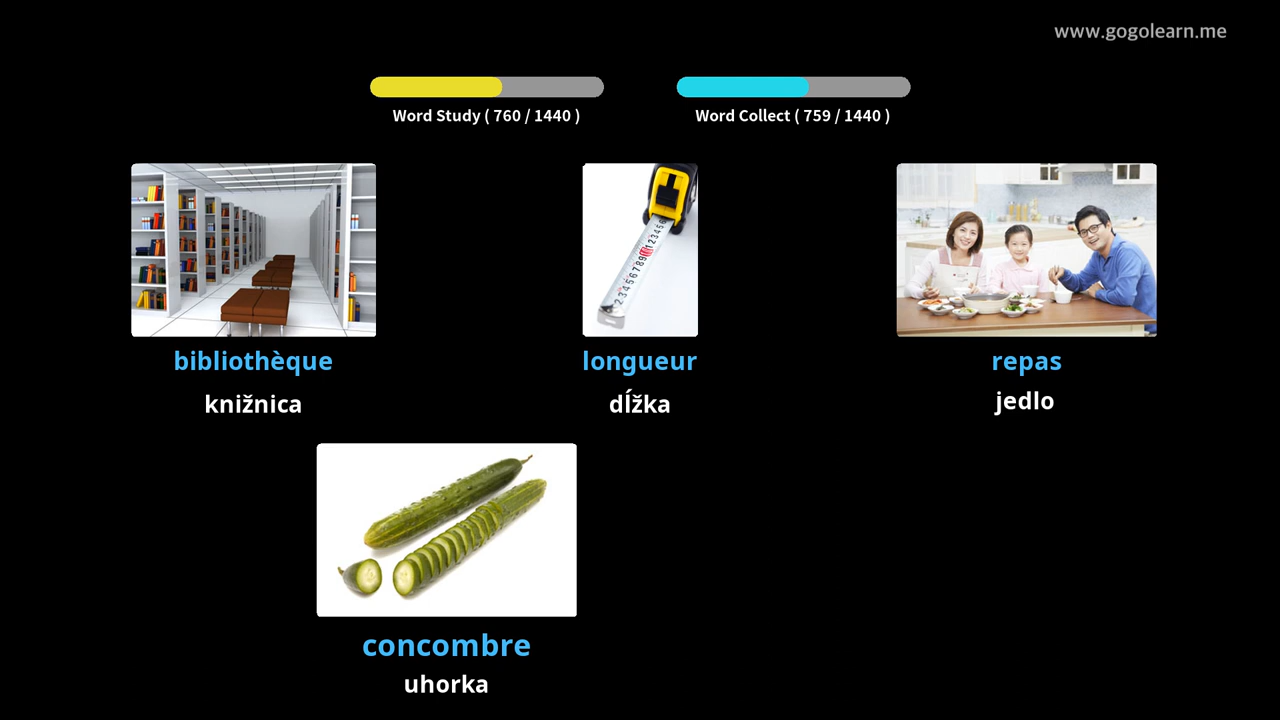 www.gogolearn.me
Word Study ( 760 / 1440 )
Word Collect ( 759 / 1440 )
bibliothèque
knižnica
longueur
dĺžka
repas
jedlo
concombre
uhorka